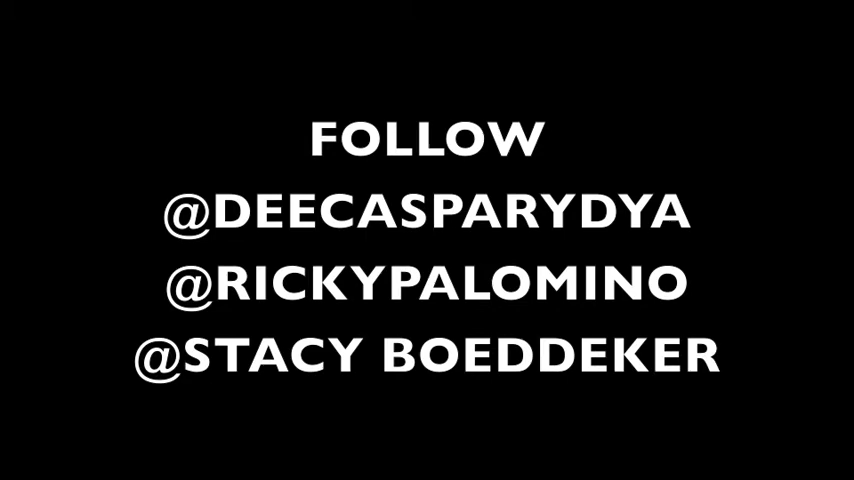 FOLLOW
@DEECASPARYDYA
@RICKYPALOMINO
@STACY BOEDDEKER